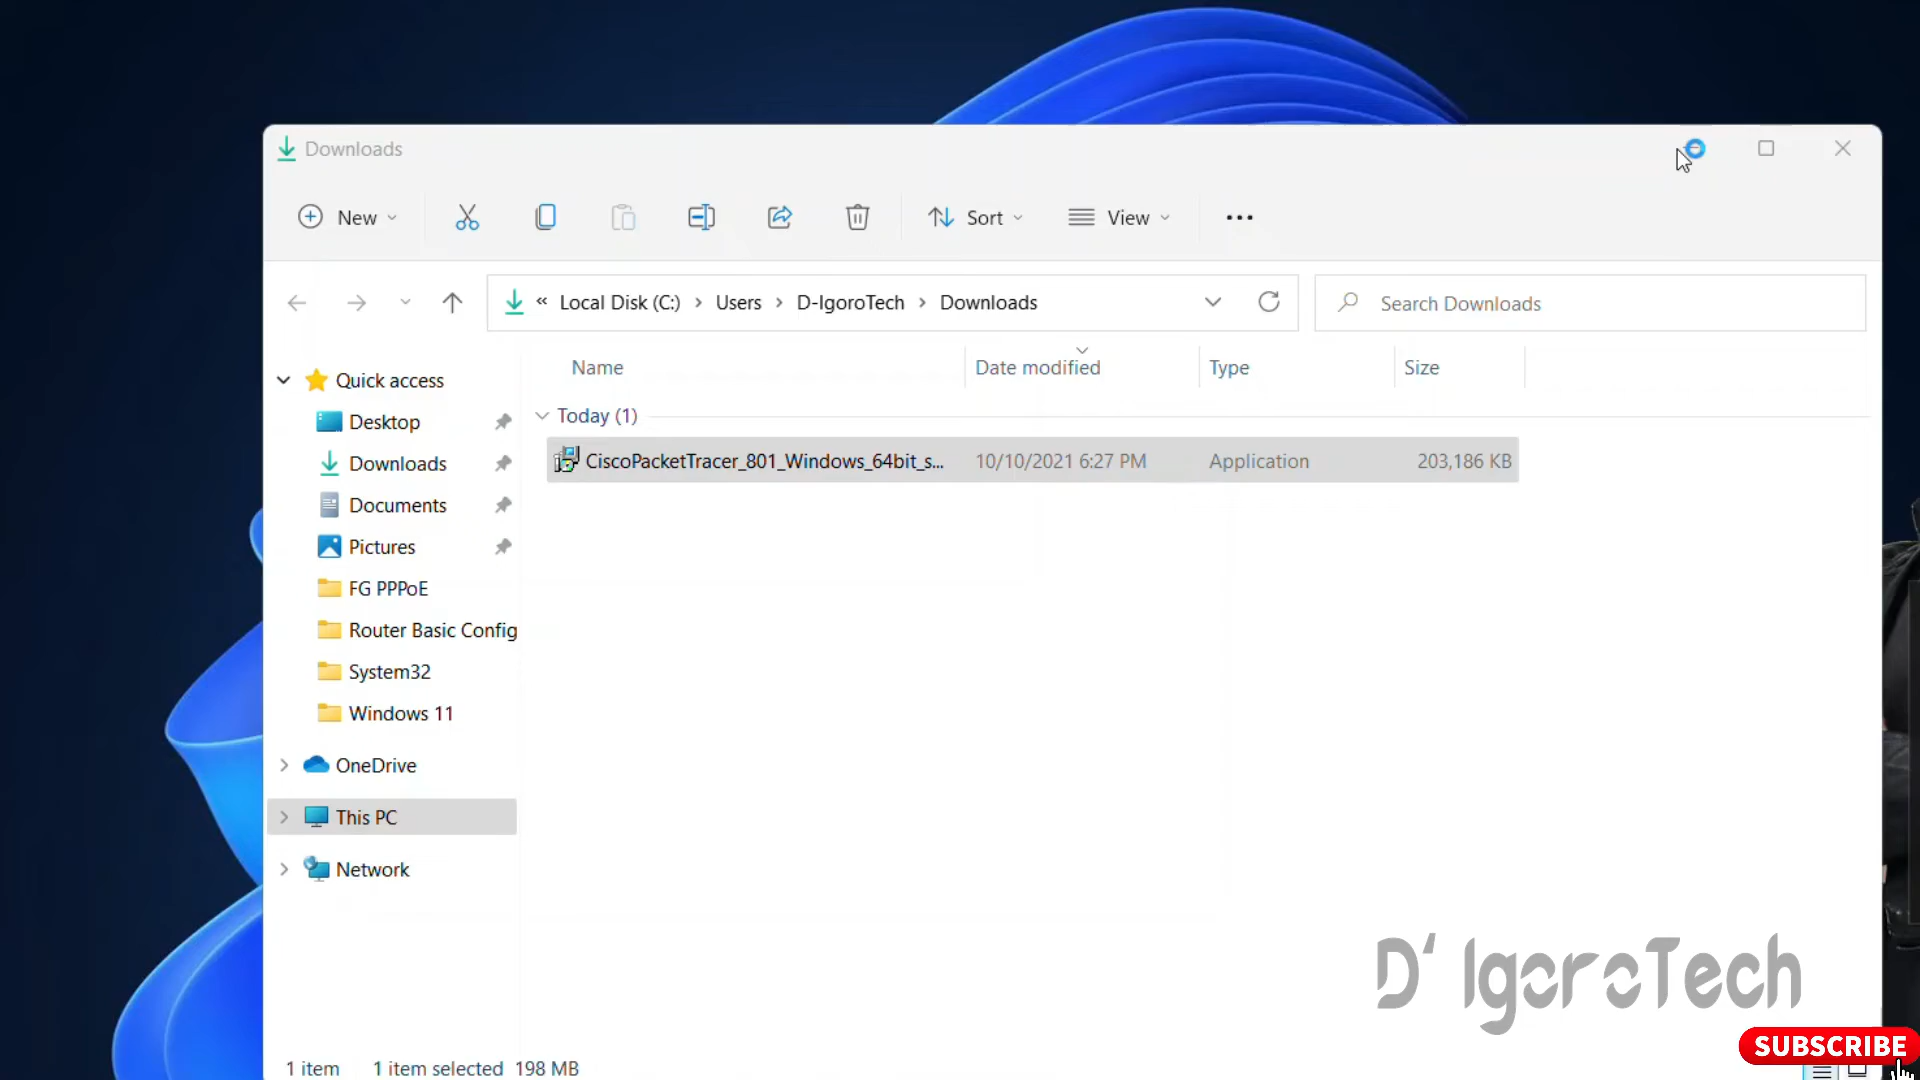 Downloads
New
Sort
View
Local Disk (C:) Users D-IgoroTech Downloads
Search Downloads
Name Date modified Type Size
Quick access
Today (1)
CiscoPacketTracer_801_Windows_64bit_s... 10/10/2021 6:27 PM Application 203,186 KB
Desktop
Downloads
Documents
Pictures
FG PPPoE
Router Basic Config
System32
Windows 11
OneDrive
This PC
Network
D' IgoroTech
SUBSCRIBE
1 item 1 item selected 198 MB